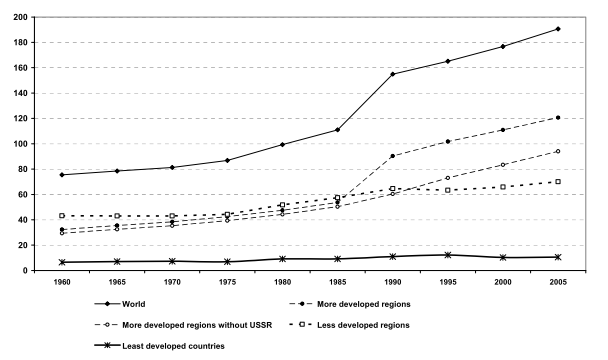 200
180
160
140
120
100
80
60
40
20
0
1960 1965 1970 1975 1980 1985 1990 1995 2000 2005
World More developed regions
More developed regions without USSR Less developed regions
Least developed countries